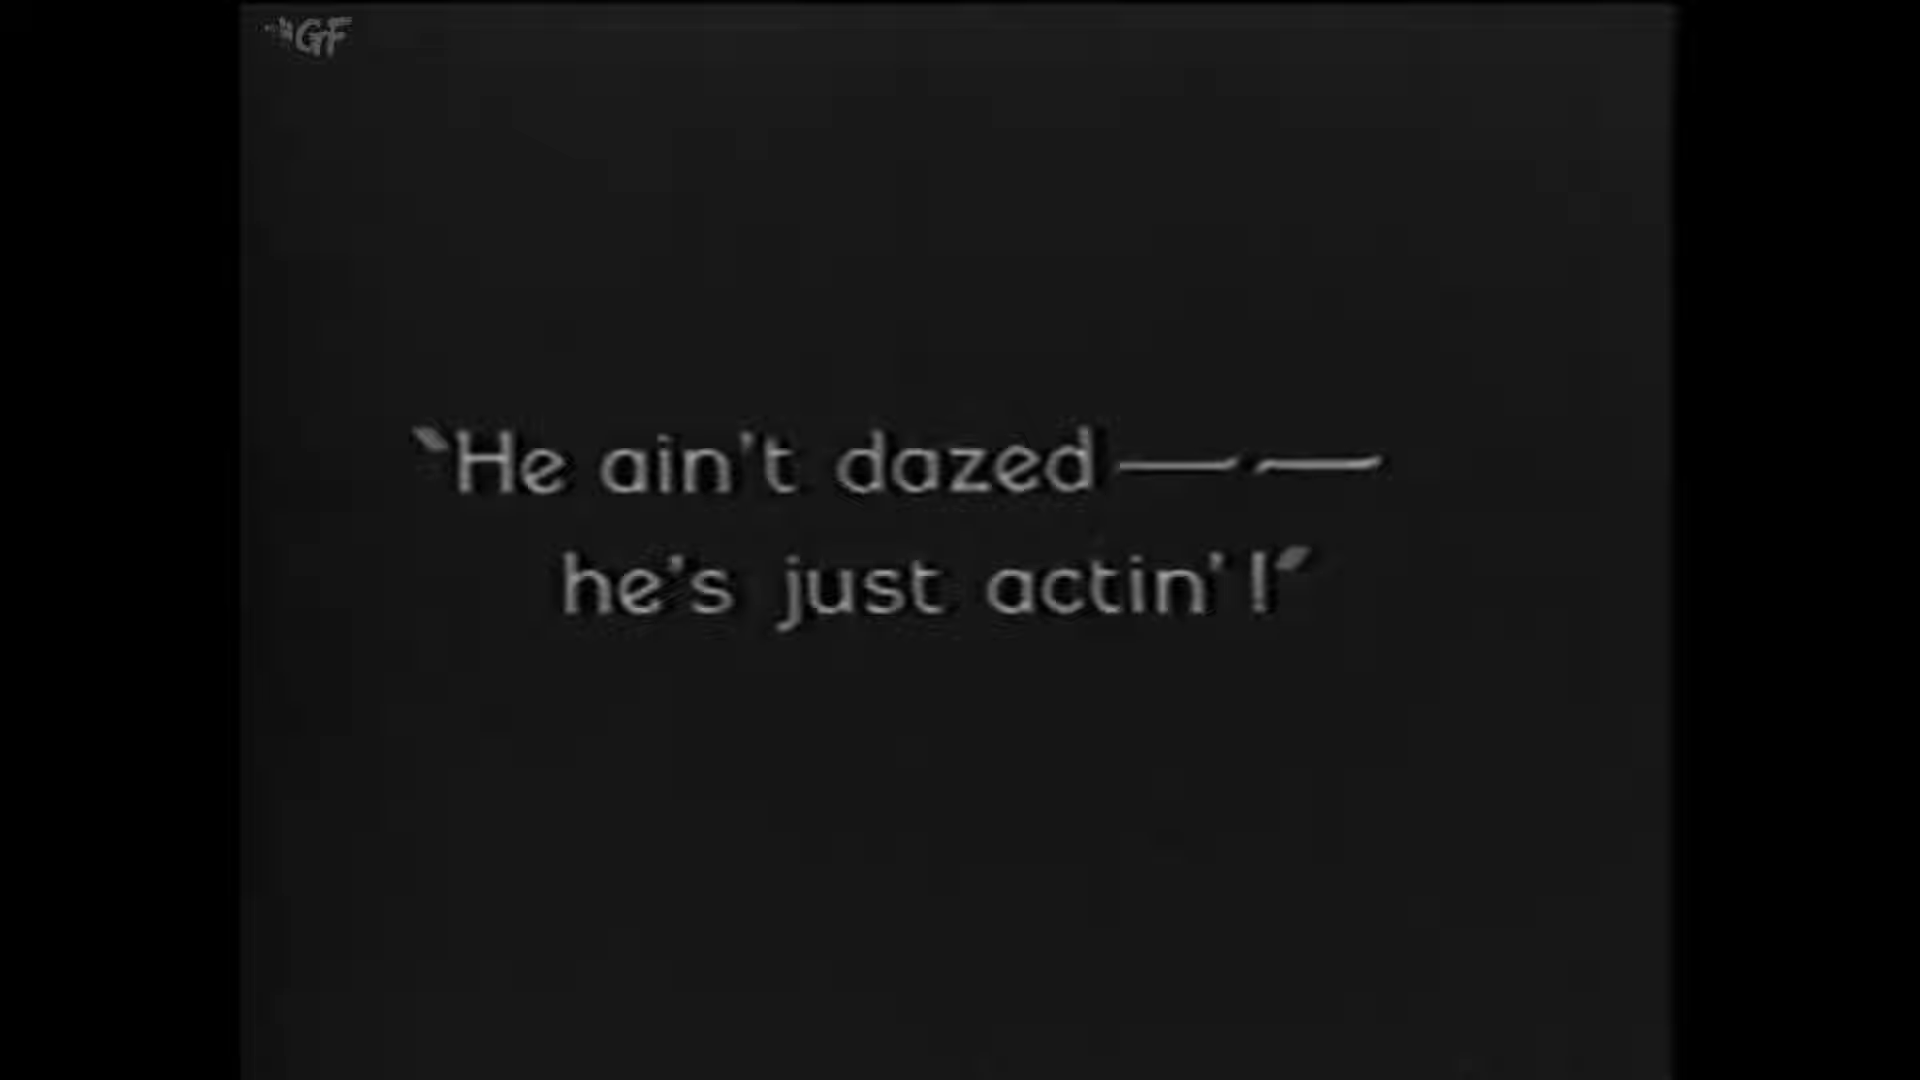 GF
"He ain't dazed — —
he's just actin'!"